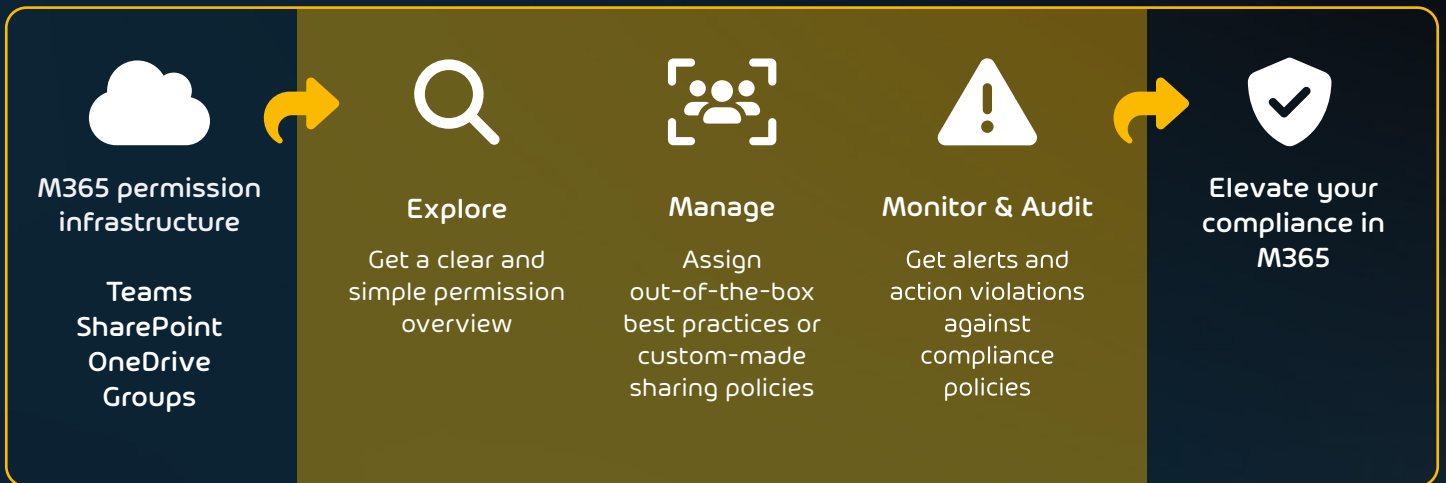 M365 permission
infrastructure
Teams
SharePoint
OneDrive
Groups
Explore
Get a clear and
simple permission
overview
Manage
Assign
out-of-the-box
best practices or
custom-made
sharing policies
Monitor & Audit
Get alerts and
action violations
against
compliance
policies
Elevate your
compliance in
M365